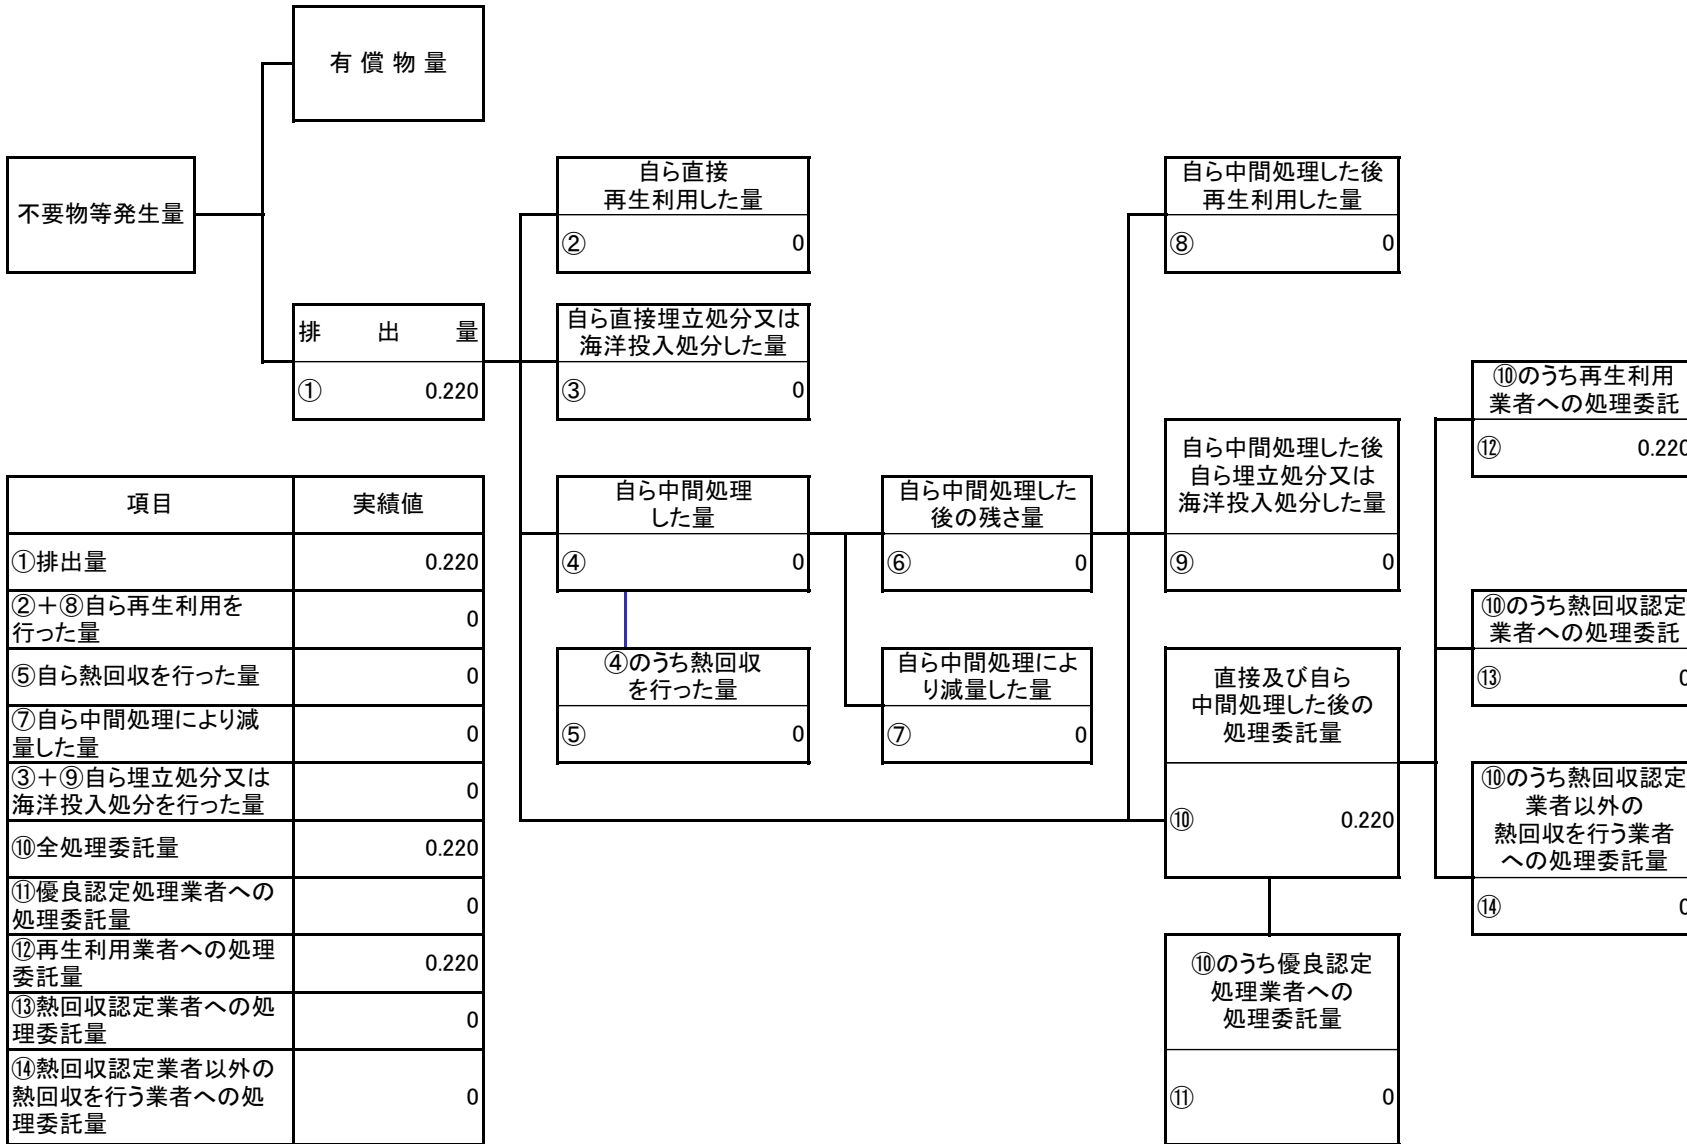 有 償 物 量
不要物等発生量
排 出 量
① 0.220
自ら直接
再生利用した量
② 0
自ら直接埋立処分又は
海洋投入処分した量
③ 0
自ら中間処理
した量
④ 0
④のうち熱回収
を行った量
⑤ 0
自ら中間処理した
後の残さ量
⑥ 0
自ら中間処理によ
り減量した量
⑦ 0
自ら中間処理した後
再生利用した量
⑧ 0
自ら中間処理した後
自ら埋立処分又は
海洋投入処分した量
⑨ 0
直接及び自ら
中間処理した後の
処理委託量
⑩ 0.220
⑩のうち優良認定
処理業者への
処理委託量
⑪ 0
⑩のうち再生利用
業者への処理委託
⑫ 0.220
⑩のうち熱回収認定
業者への処理委託
⑬ 0
⑩のうち熱回収認定
業者以外の
熱回収を行う業者
への処理委託量
⑭ 0
項目 実績値
①排出量 0.220
②＋⑧自ら再生利用を
行った量 0
⑤自ら熱回収を行った量 0
⑦自ら中間処理により減
量した量 0
③＋⑨自ら埋立処分又は
海洋投入処分を行った量 0
⑩全処理委託量 0.220
⑪優良認定処理業者への
処理委託量 0
⑫再生利用業者への処理
委託量 0.220
⑬熱回収認定業者への処
理委託量 0
⑭熱回収認定業者以外の
熱回収を行う業者への処
理委託量 0